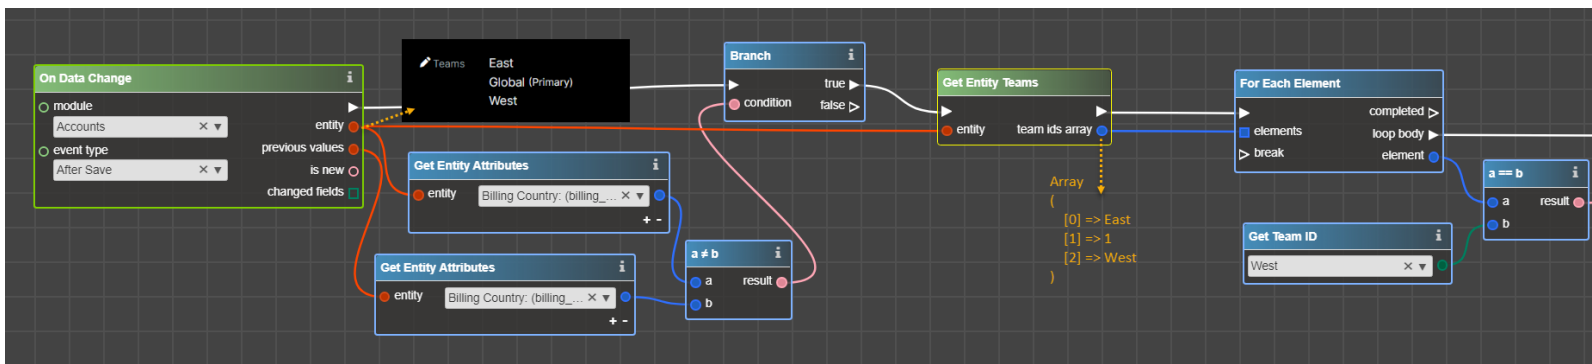 On Data Change i
module
Accounts
entity
event type
previous values
After Save
is new
changed fields
Teams East
Global (Primary)
West
Get Entity Attributes i
entity Billing Country: (billing_...
+ -
Get Entity Attributes i
entity Billing Country: (billing_...
+ -
a ≠ b i
a result
b
Branch i
true
condition false
Get Entity Teams
entity team ids array
Array
(
[0] => East
[1] => 1
[2] => West
)
For Each Element i
completed
elements loop body
break element
Get Team ID i
West
a == b i
a result
b